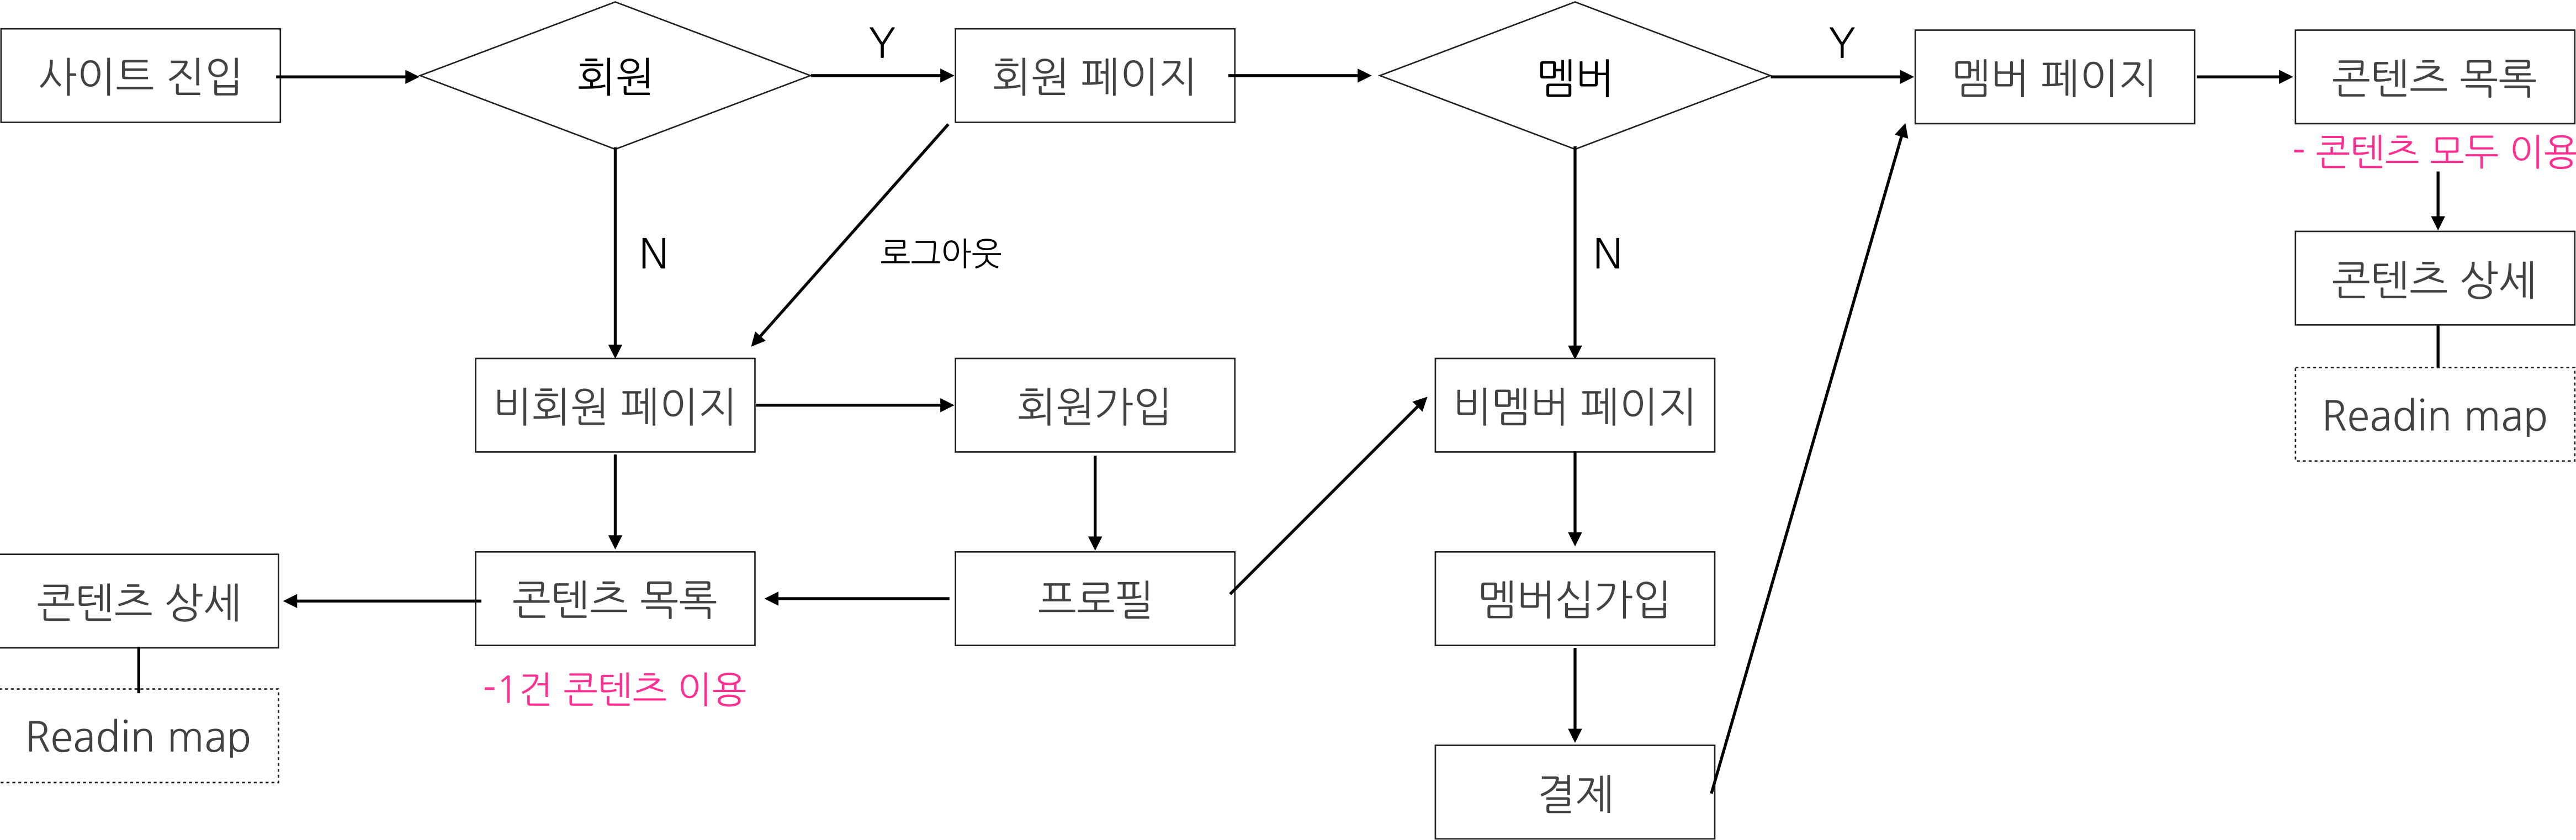 사이트 진입
회원
Y
회원 페이지
멤버
Y
멤버 페이지
콘텐츠 목록
- 콘텐츠 모두 이용
N
로그아웃
N
콘텐츠 상세
비회원 페이지
회원가입
비멤버 페이지
Readin map
콘텐츠 상세
콘텐츠 목록
프로필
멤버십가입
-1건 콘텐츠 이용
Readin map
결제